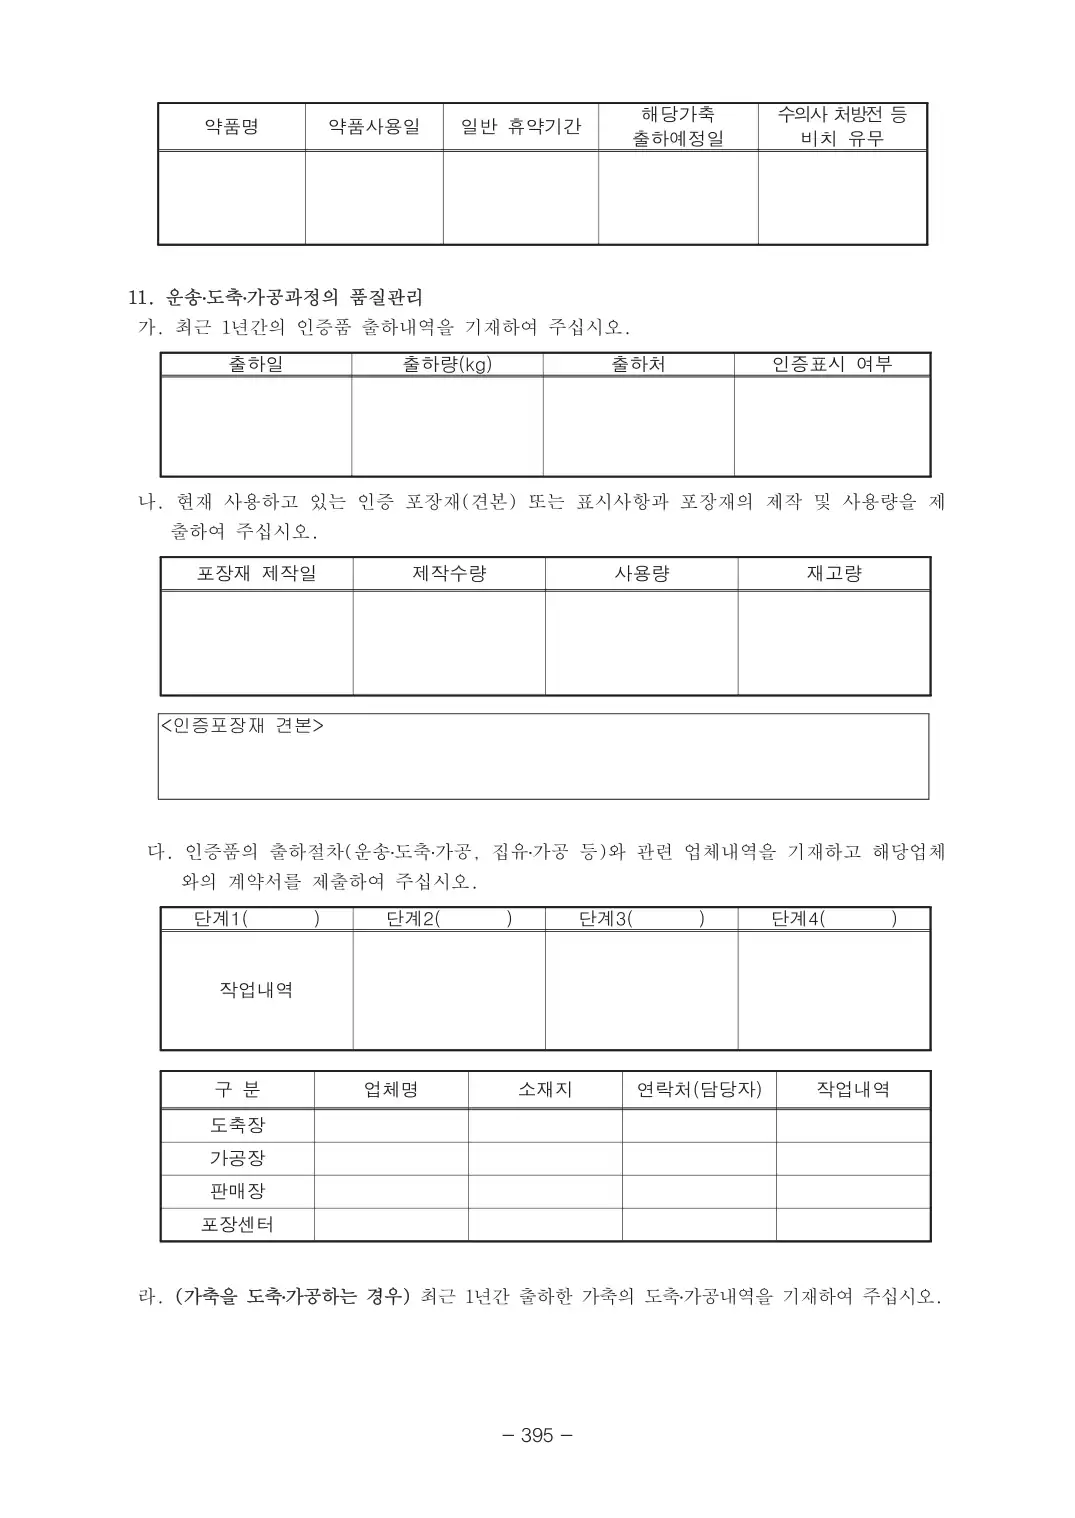 약품명 약품사용일 일반 휴약기간 해당가축 출하예정일 수의사 처방전 등 비치 유무
11. 운송·도축·가공과정의 품질관리
가. 최근 1년간의 인증품 출하내역을 기재하여 주십시오.
출하일 출하량(kg) 출하처 인증표시 여부
나. 현재 사용하고 있는 인증 포장재(견본) 또는 표시사항과 포장재의 제작 및 사용량을 제
출하여 주십시오.
포장재 제작일 제작수량 사용량 재고량
<인증포장재 견본>
다. 인증품의 출하절차(운송·도축·가공, 집유·가공 등)와 관련 업체내역을 기재하고 해당업체
와의 계약서를 제출하여 주십시오.
단계1( ) 단계2( ) 단계3( ) 단계4( )
작업내역
구 분 업체명 소재지 연락처(담당자) 작업내역
도축장
가공장
판매장
포장센터
라. (가축을 도축·가공하는 경우) 최근 1년간 출하한 가축의 도축·가공내역을 기재하여 주십시오.
- 395 -